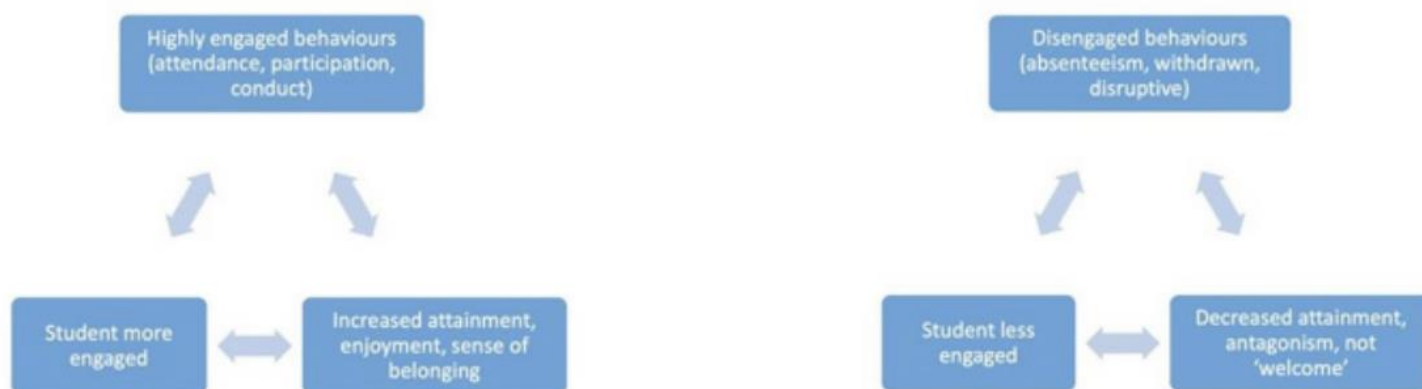 Highly engaged behaviours
(attendance, participation,
conduct)
Student more
engaged
Increased attainment,
enjoyment, sense of
belonging
Disengaged behaviours
(absenteeism, withdrawn,
disruptive)
Student less
engaged
Decreased attainment,
antagonism, not
‘welcome’